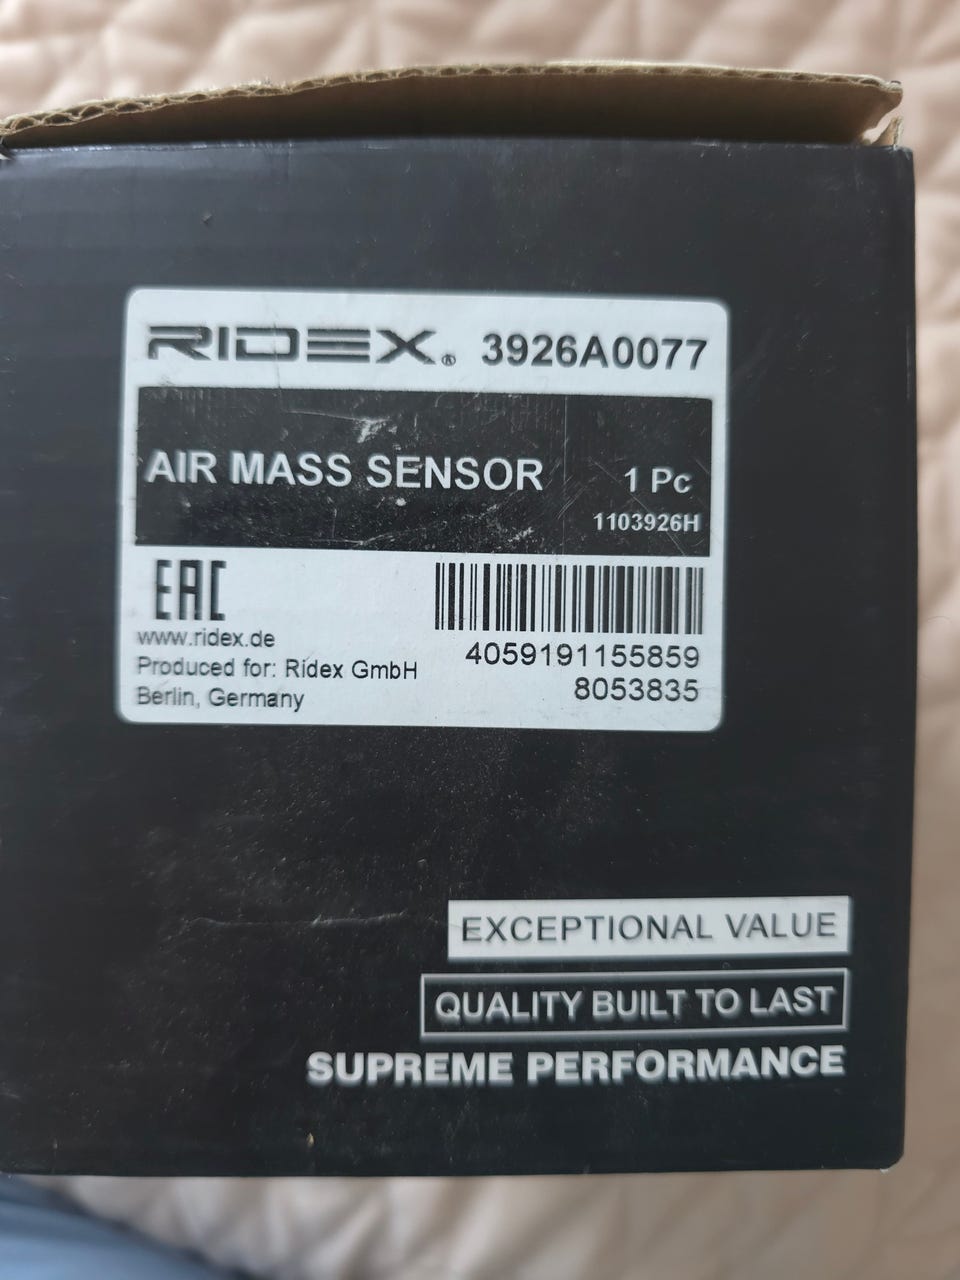 RIDEX® 3926A0077
AIR MASS SENSOR 1 Pc
1103926H
EAC
www.ridex.de
Produced for: Ridex GmbH
Berlin, Germany
4059191155859
8053835
EXCEPTIONAL VALUE
QUALITY BUILT TO LAST
SUPREME PERFORMANCE